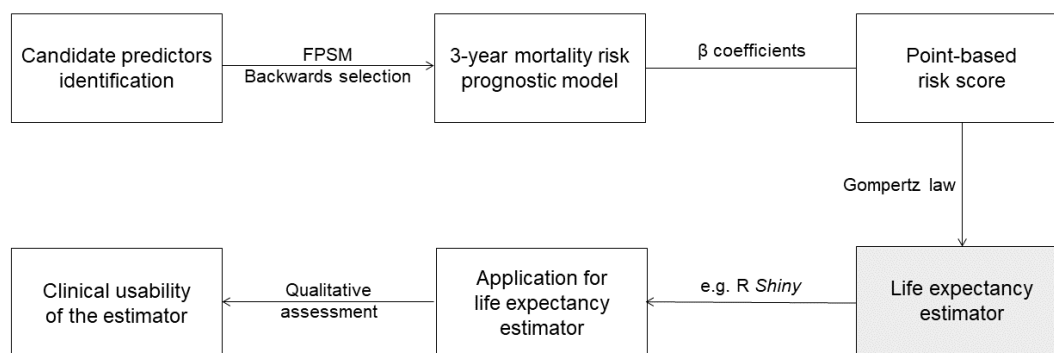 Candidate predictors
identification
FPSM
Backwards selection
3-year mortality risk
prognostic model
β coefficients
Point-based
risk score
Gompertz law
Clinical usability
of the estimator
Qualitative
assessment
Application for
life expectancy
estimator
e.g. R Shiny
Life expectancy
estimator